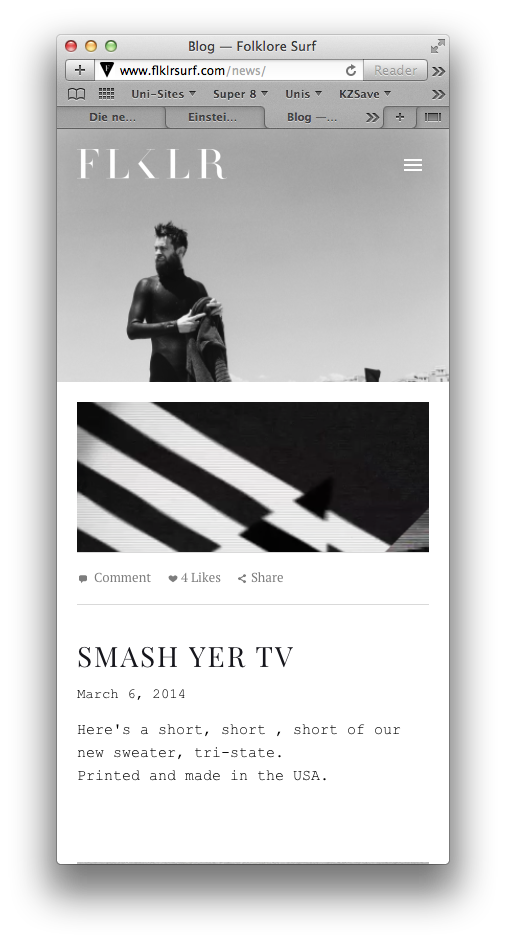 Blog — Folklore Surf
www.flklrsurf.com/news/
Reader
Uni-Sites
Super 8
Unis
KZSave
Die ne...
Einstei...
Blog —...
FLKLR
Comment
4 Likes
Share
SMASH YER TV
March 6, 2014
Here's a short, short , short of our
new sweater, tri-state.
Printed and made in the USA.